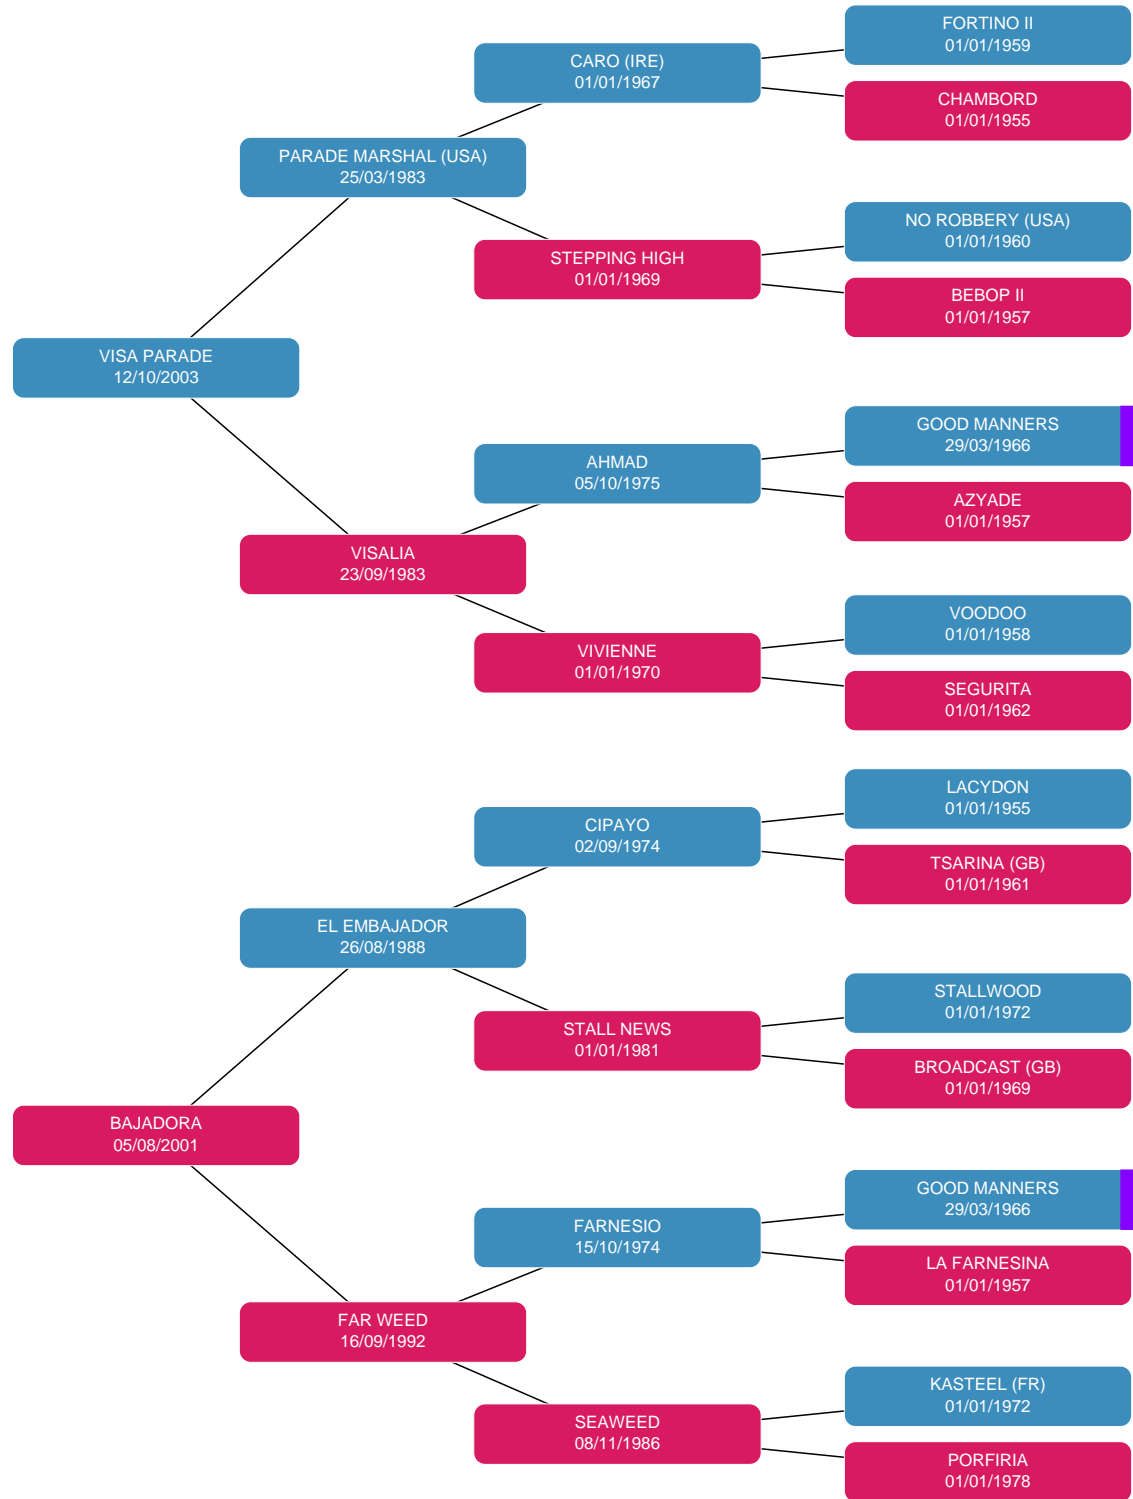 FORTINO II
01/01/1959
CARO (IRE)
01/01/1967
CHAMBORD
01/01/1955
PARADE MARSHAL (USA)
25/03/1983
NO ROBBERY (USA)
01/01/1960
STEPPING HIGH
01/01/1969
BEBOP II
01/01/1957
VISA PARADE
12/10/2003
GOOD MANNERS
29/03/1966
AHMAD
05/10/1975
AZYADE
01/01/1957
VISALIA
23/09/1983
VOODOO
01/01/1958
VIVIENNE
01/01/1970
SEGURITA
01/01/1962
LACYDON
01/01/1955
CIPAYO
02/09/1974
TSARINA (GB)
01/01/1961
EL EMBAJADOR
26/08/1988
STALLWOOD
01/01/1972
STALL NEWS
01/01/1981
BROADCAST (GB)
01/01/1969
BAJADORA
05/08/2001
GOOD MANNERS
29/03/1966
FARNESIO
15/10/1974
LA FARNESINA
01/01/1957
FAR WEED
16/09/1992
KASTEEL (FR)
01/01/1972
SEAWEED
08/11/1986
PORFIRIA
01/01/1978